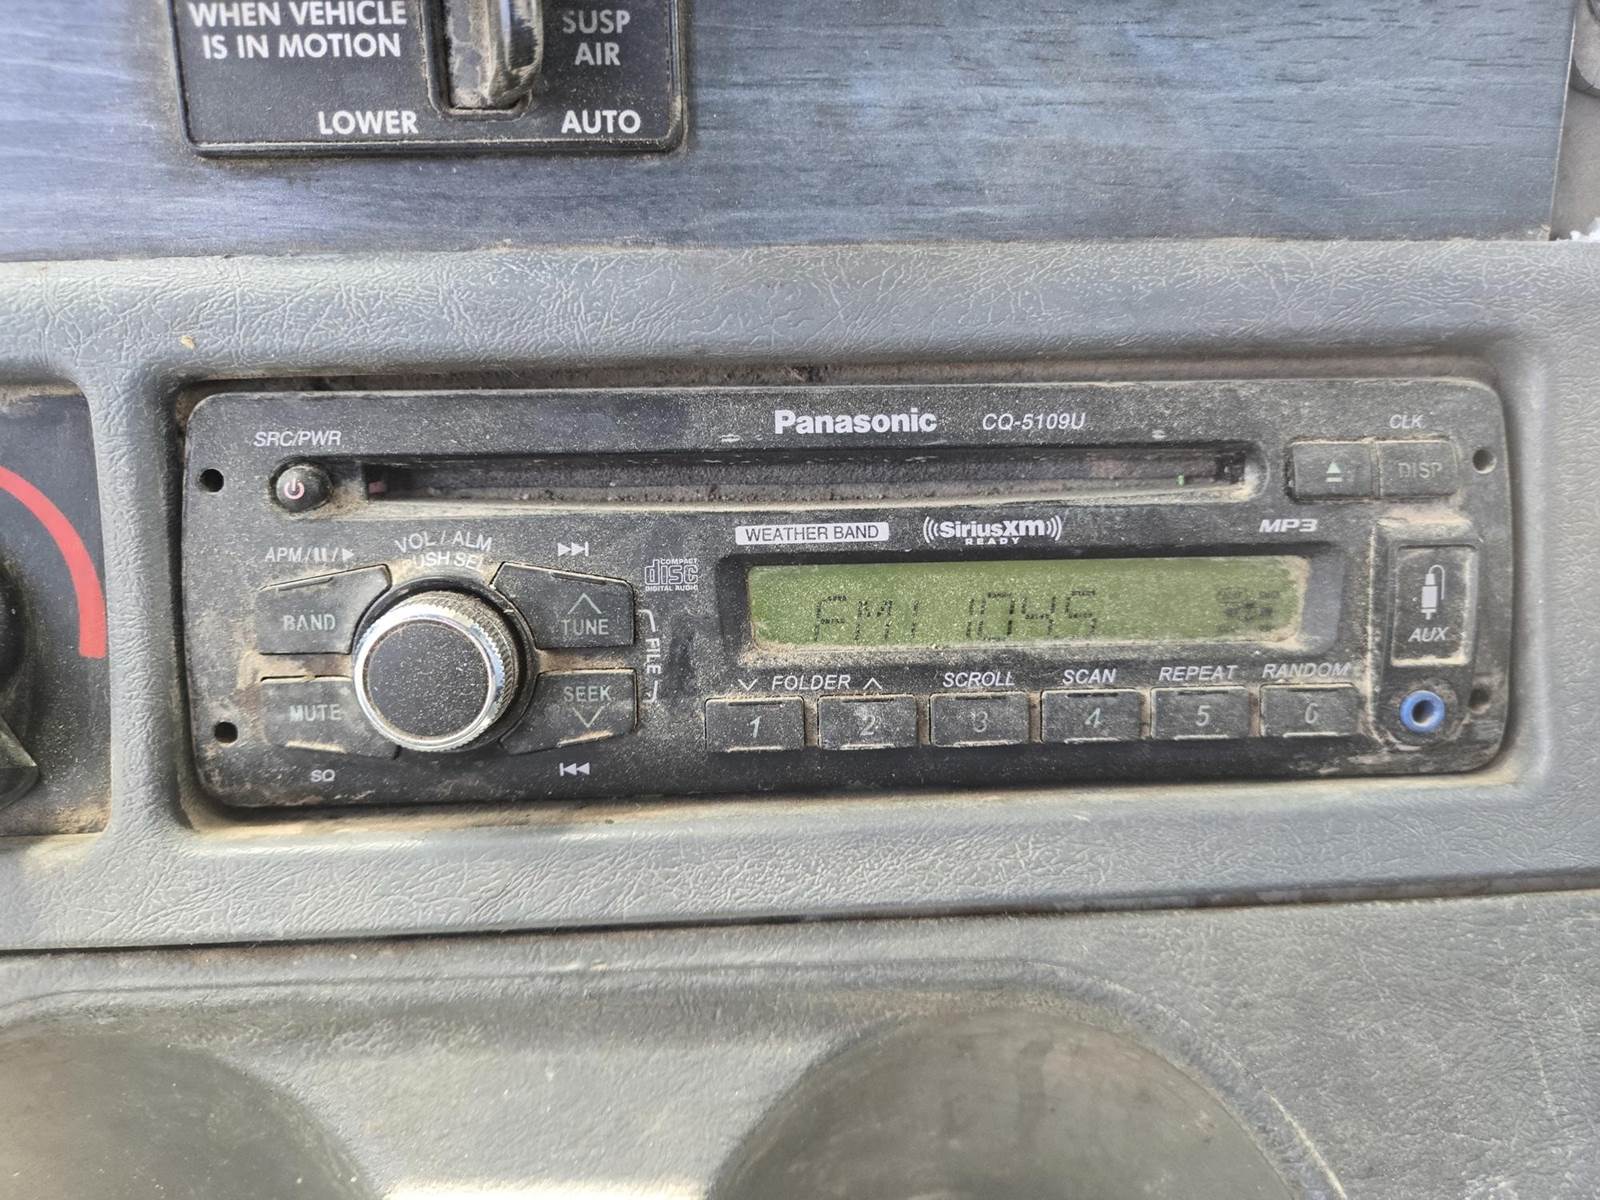 WHEN VEHICLE
IS IN MOTION
SUSP
AIR
LOWER
AUTO
Panasonic CQ-5109U
CLK
SRC/PWR
DISP
WEATHER BAND
((SiriusXM))
READY
MP3
APM/II/▶
VOL / ALM
PUSH SEL
COMPACT
disc
DIGITAL AUDIO
BAND
TUNE
FILE
FM1 1045
AUX
MUTE
SEEK
FOLDER
SCROLL
SCAN
REPEAT
RANDOM
1
2
3
4
5
6
SQ